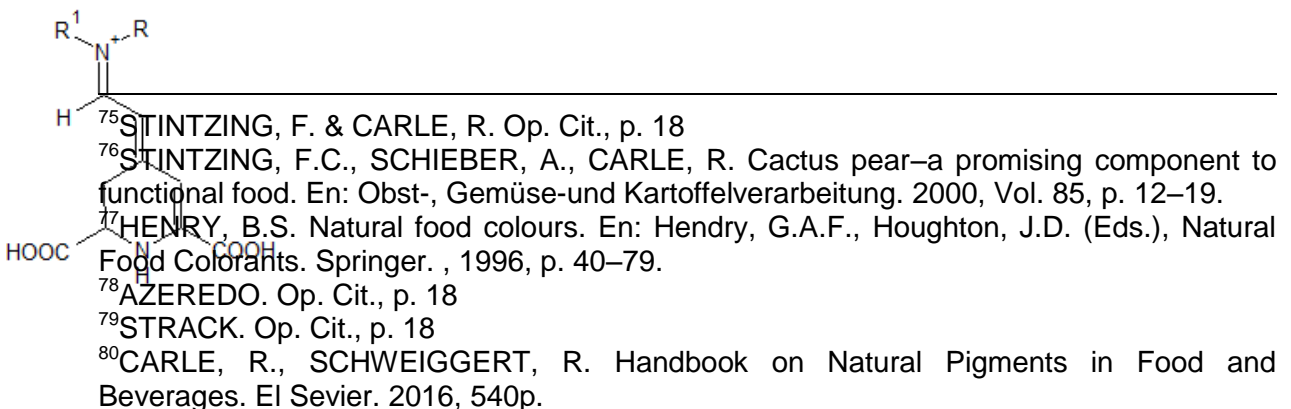 R¹ R
N⁺
H
⁷⁵STINTZING, F. & CARLE, R. Op. Cit., p. 18
⁷⁶STINTZING, F.C., SCHIEBER, A., CARLE, R. Cactus pear–a promising component to
functional food. En: Obst-, Gemüse-und Kartoffelverarbeitung. 2000, Vol. 85, p. 12–19.
⁷⁷HENRY, B.S. Natural food colours. En: Hendry, G.A.F., Houghton, J.D. (Eds.), Natural
HOOC N COOH
H
Food Colorants. Springer. , 1996, p. 40–79.
⁷⁸AZEREDO. Op. Cit., p. 18
⁷⁹STRACK. Op. Cit., p. 18
⁸⁰CARLE, R., SCHWEIGGERT, R. Handbook on Natural Pigments in Food and
Beverages. El Sevier. 2016, 540p.